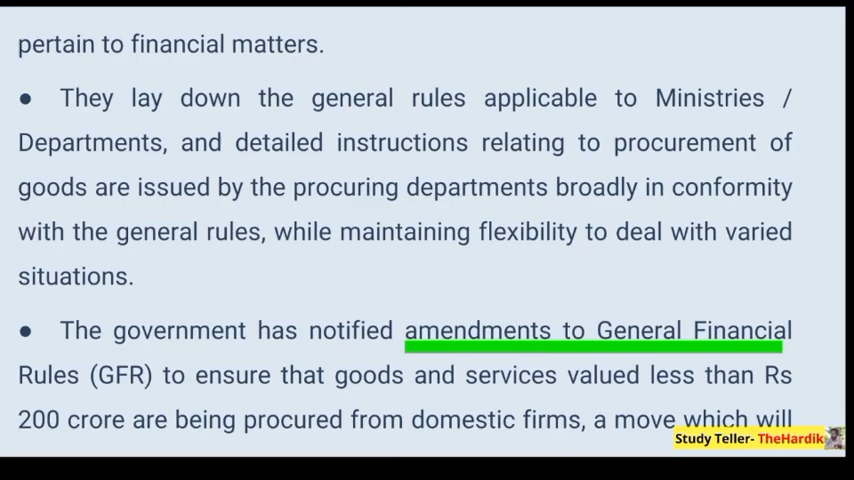 pertain to financial matters.
● They lay down the general rules applicable to Ministries /
Departments, and detailed instructions relating to procurement of
goods are issued by the procuring departments broadly in conformity
with the general rules, while maintaining flexibility to deal with varied
situations.
● The government has notified amendments to General Financial
Rules (GFR) to ensure that goods and services valued less than Rs
200 crore are being procured from domestic firms, a move which will
Study Teller- TheHardik